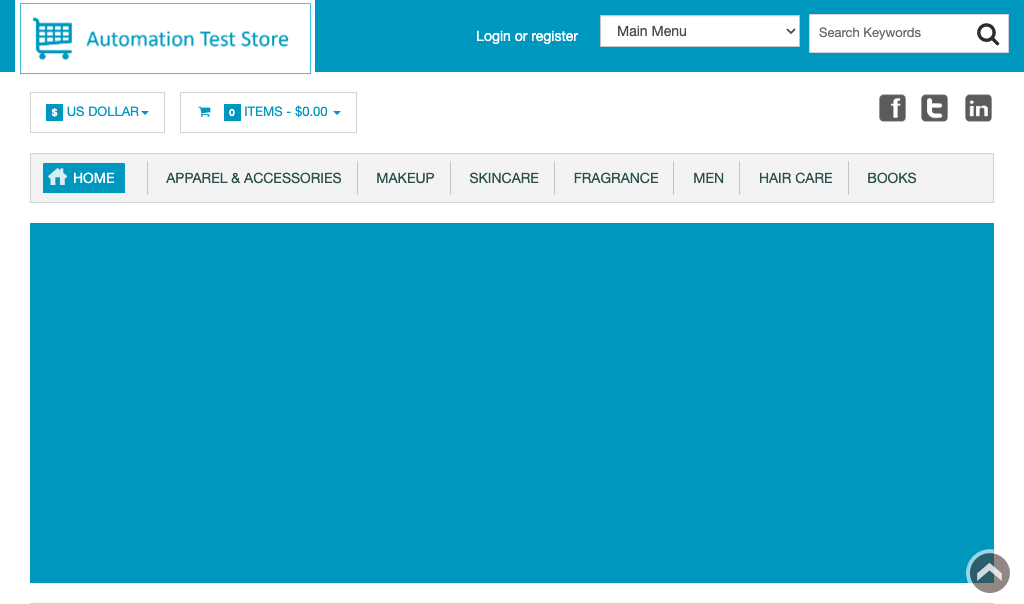 Automation Test Store
Login or register
Main Menu
Search Keywords
$ US DOLLAR
0 ITEMS - $0.00
f t in
HOME
APPAREL & ACCESSORIES
MAKEUP
SKINCARE
FRAGRANCE
MEN
HAIR CARE
BOOKS